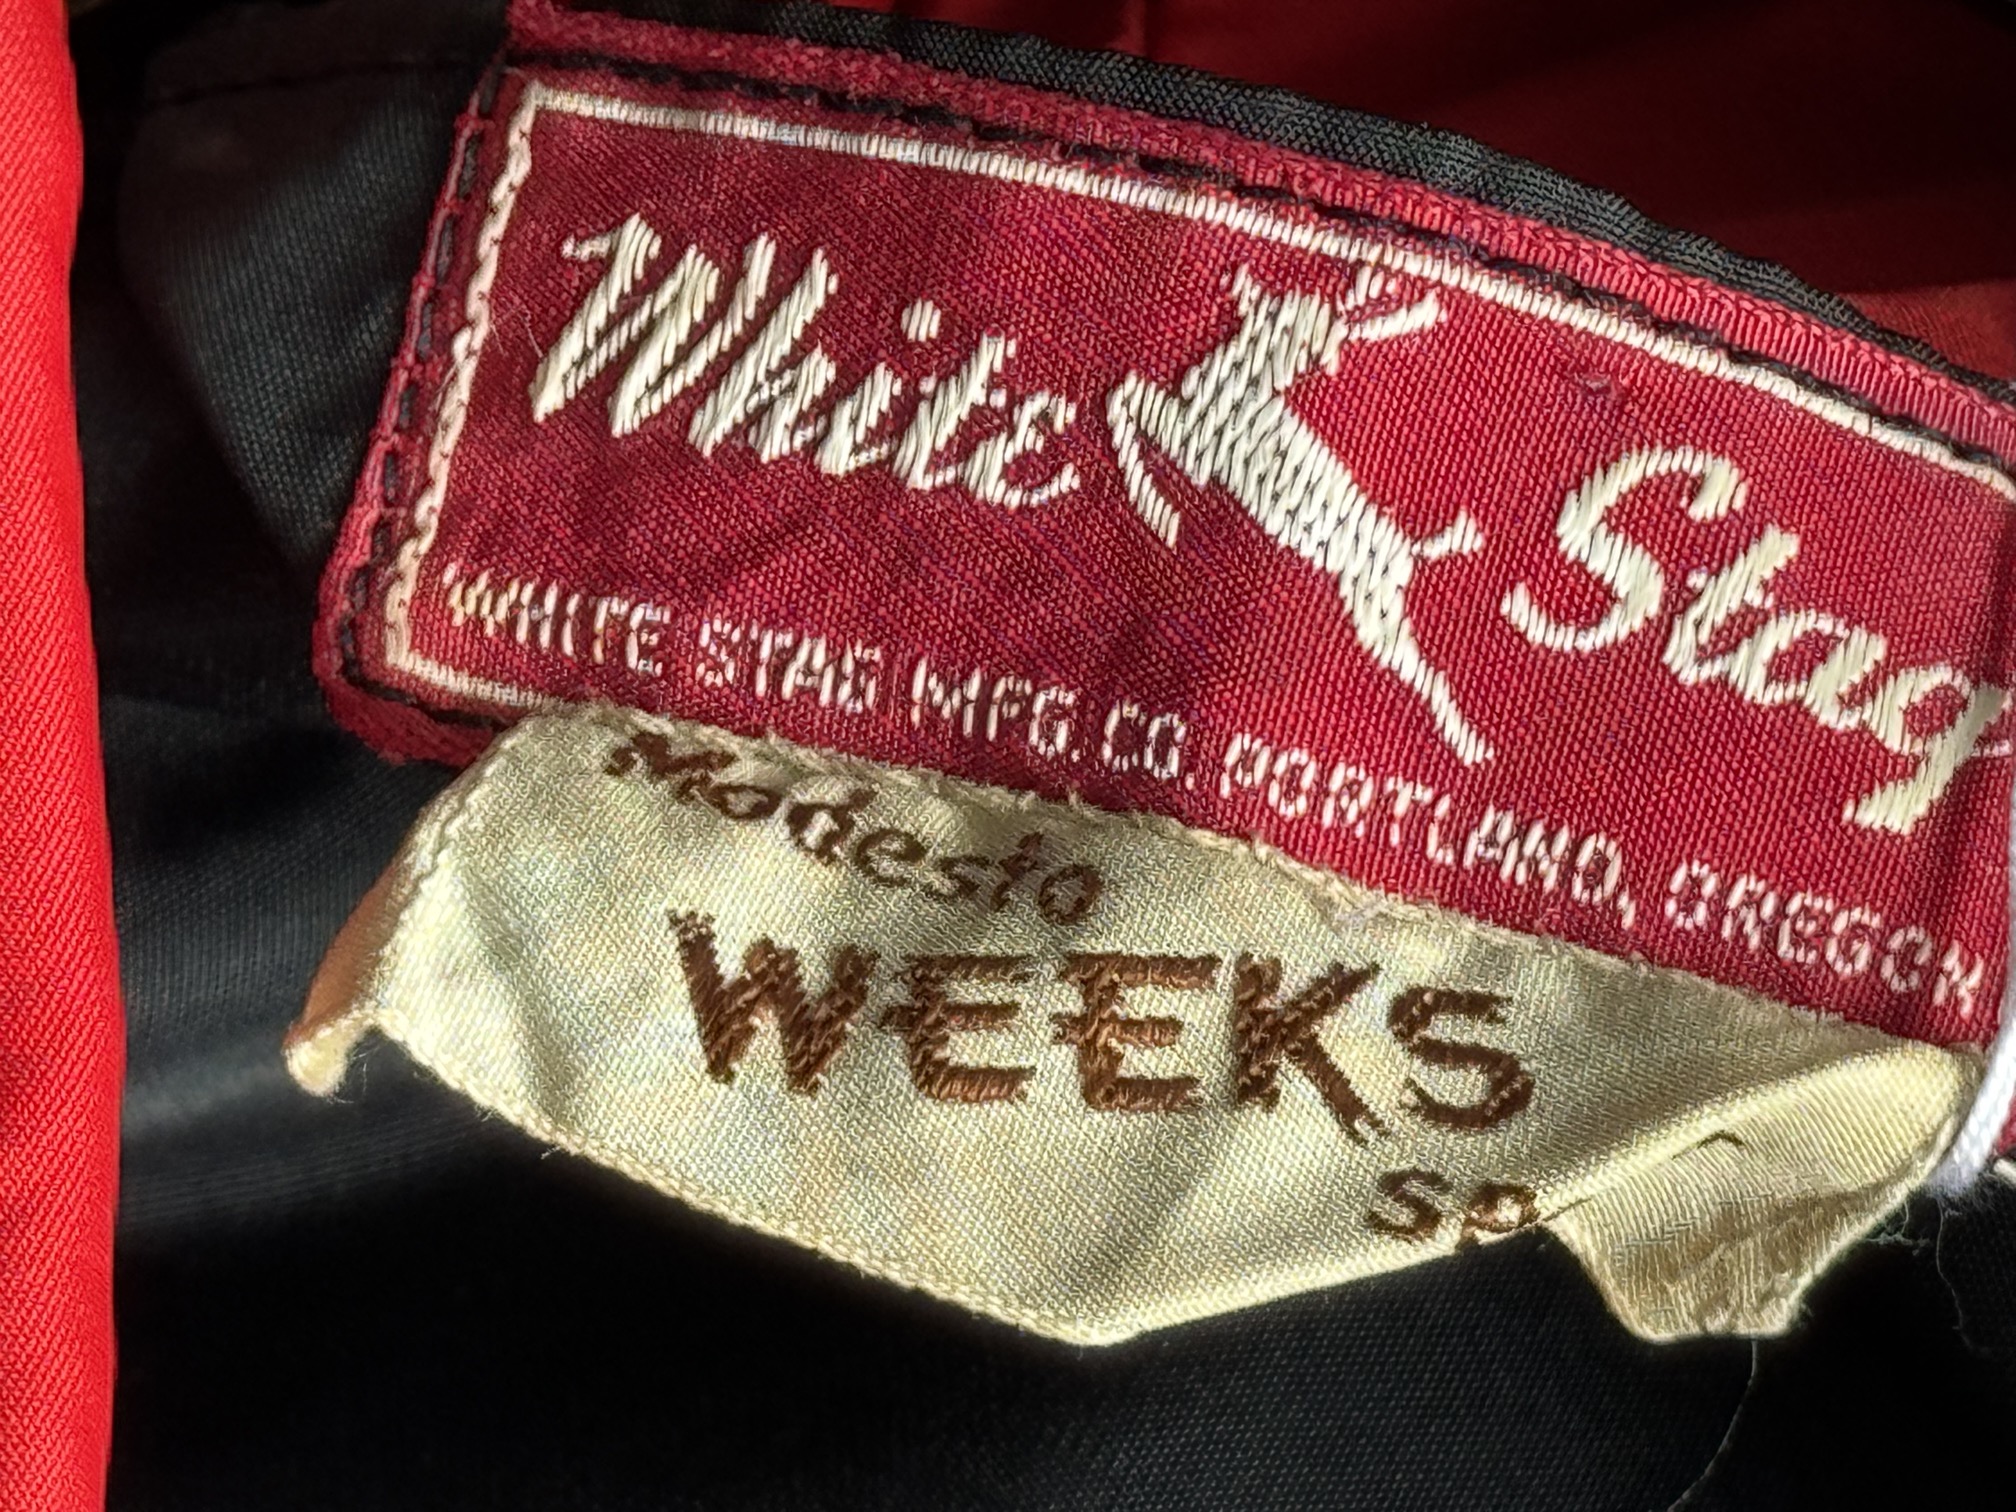 White Stag
WHITE STAG MFG. CO. PORTLAND, OREGON
Modesto
WEEKS